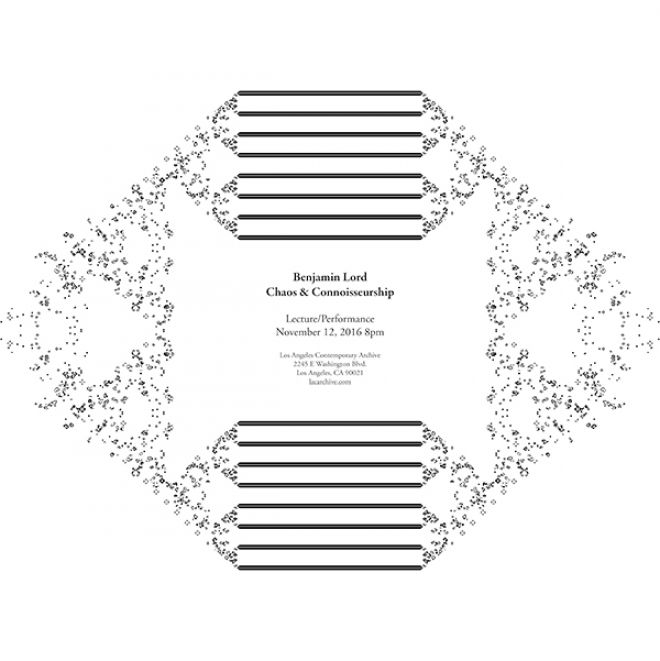 Benjamin Lord
Chaos & Connoisseurship
Lecture/Performance
November 12, 2016 8pm
Los Angeles Contemporary Archive
2245 E Washington Blvd.
Los Angeles, CA 90021
lacarchive.com